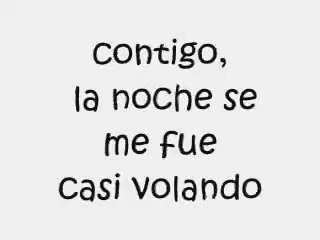 contigo,
la noche se
me fue
casi volando